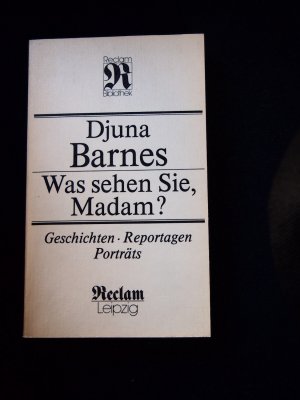 Reclam
R
Bibliothek
Djuna
Barnes
Was sehen Sie,
Madam?
Geschichten · Reportagen
Porträts
Reclam
Leipzig